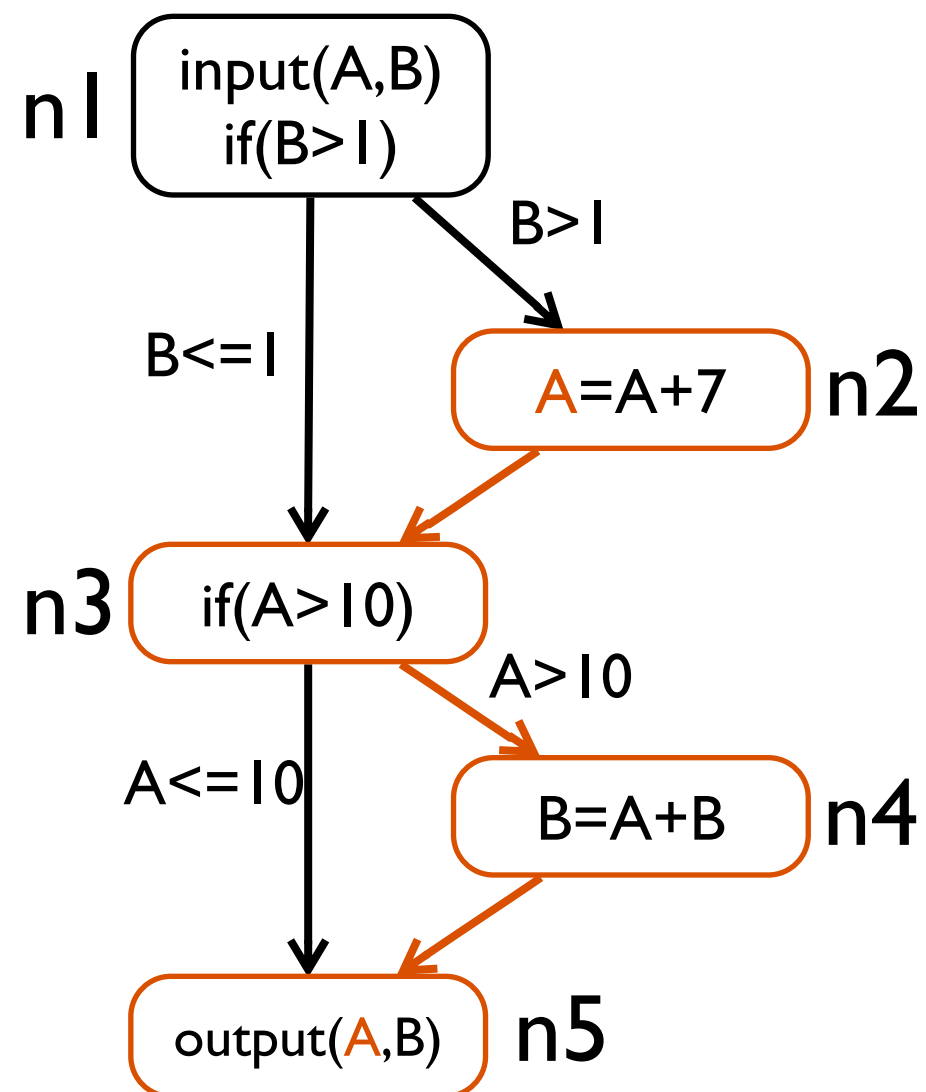 n1
input(A,B)
if(B>1)
B>1
B<=1
A=A+7
n2
n3
if(A>10)
A>10
A<=10
B=A+B
n4
output(A,B)
n5